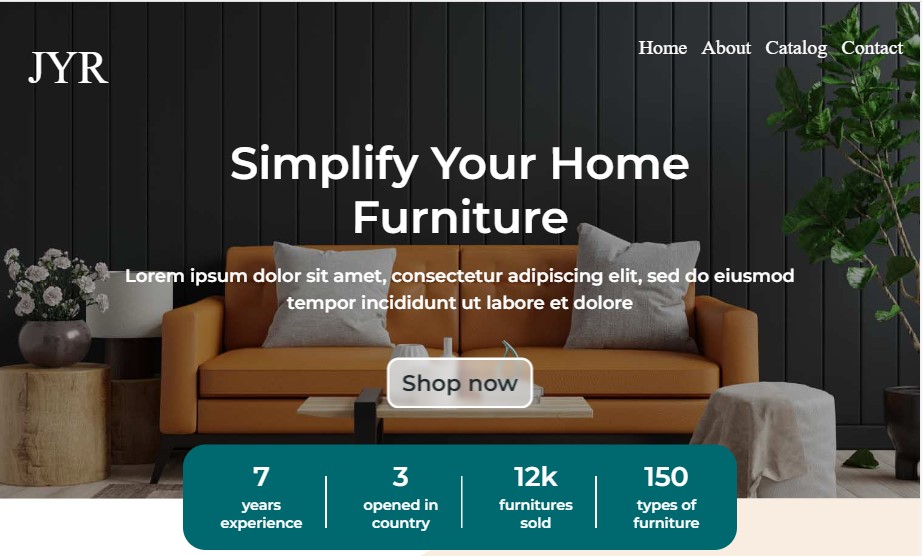 JYR
Home About Catalog Contact
Simplify Your Home
Furniture
Lorem ipsum dolor sit amet, consectetur adipiscing elit, sed do eiusmod
tempor incididunt ut labore et dolore
Shop now
7
years
experience
3
opened in
country
12k
furnitures
sold
150
types of
furniture